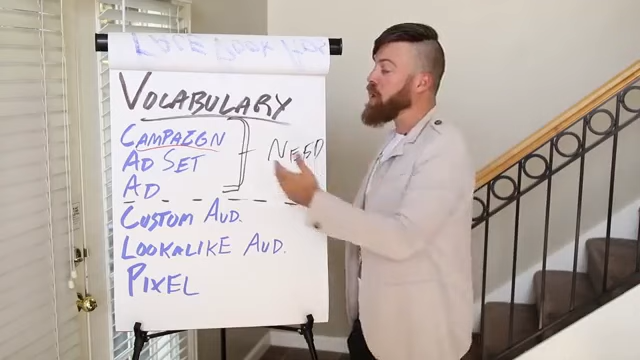 VOCABULARY
CAMPAIGN
AD SET
AD
NEED
CUSTOM AUD.
LOOKALIKE AUD.
PIXEL